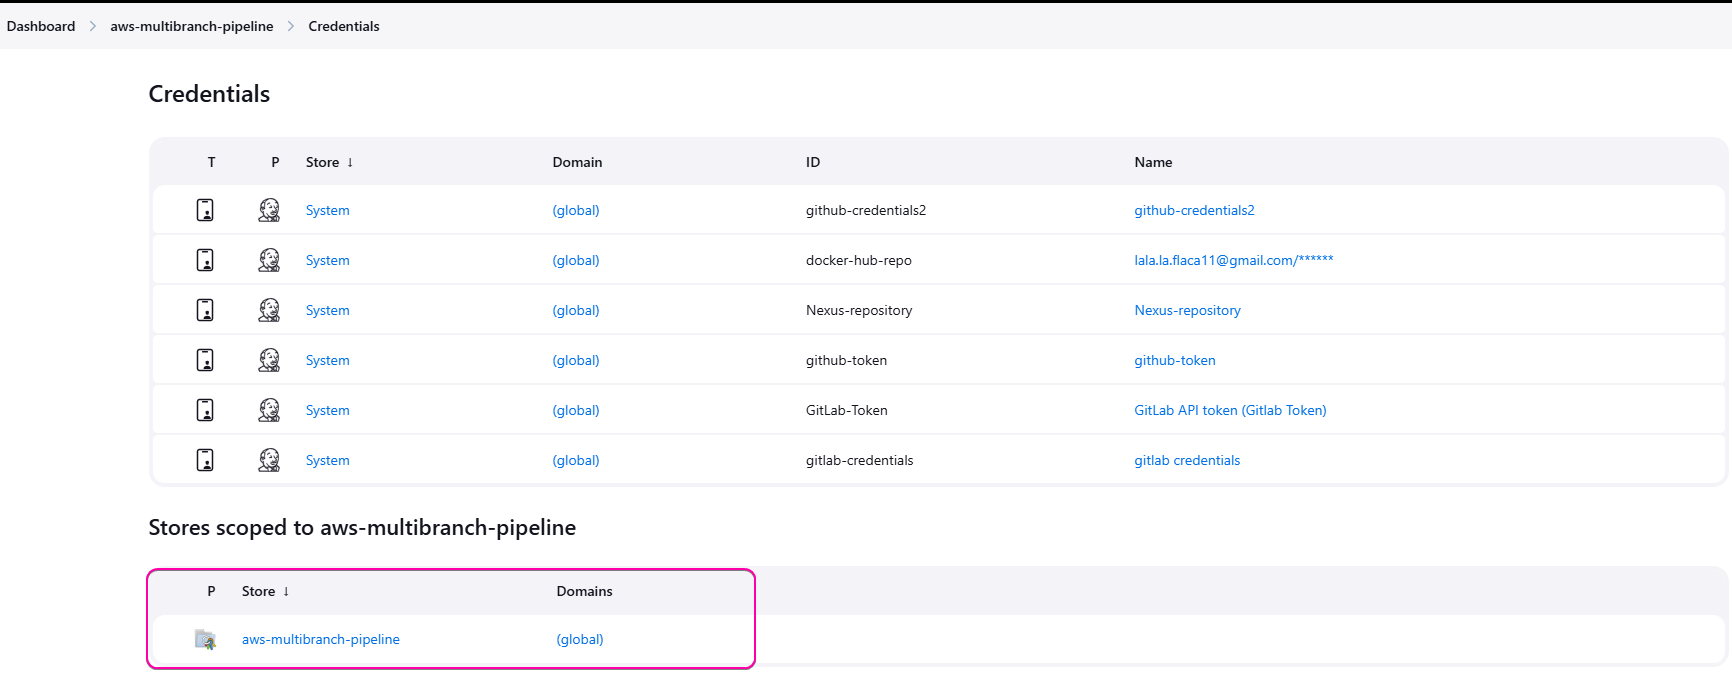 Dashboard > aws-multibranch-pipeline > Credentials
Credentials
T P Store ↓ Domain ID Name
System (global) github-credentials2 github-credentials2
System (global) docker-hub-repo lala.la.flaca11@gmail.com/******
System (global) Nexus-repository Nexus-repository
System (global) github-token github-token
System (global) GitLab-Token GitLab API token (Gitlab Token)
System (global) gitlab-credentials gitlab credentials
Stores scoped to aws-multibranch-pipeline
P Store ↓ Domains
aws-multibranch-pipeline (global)